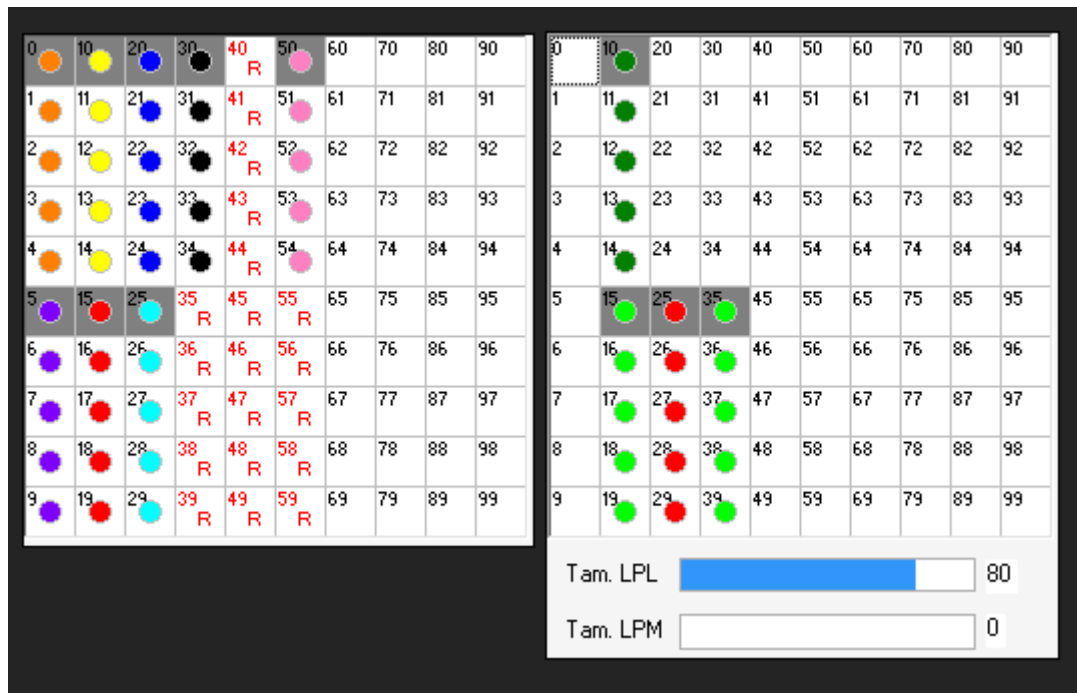 0 10 20 30 40 50 60 70 80 90
R
1 11 21 31 41 51 61 71 81 91
R
2 12 22 32 42 52 62 72 82 92
R
3 13 23 33 43 53 63 73 83 93
R
4 14 24 34 44 54 64 74 84 94
R
5 15 25 35 45 55 65 75 85 95
R R R
6 16 26 36 46 56 66 76 86 96
R R R
7 17 27 37 47 57 67 77 87 97
R R R
8 18 28 38 48 58 68 78 88 98
R R R
9 19 29 39 49 59 69 79 89 99
R R R
0 10 20 30 40 50 60 70 80 90
1 11 21 31 41 51 61 71 81 91
2 12 22 32 42 52 62 72 82 92
3 13 23 33 43 53 63 73 83 93
4 14 24 34 44 54 64 74 84 94
5 15 25 35 45 55 65 75 85 95
6 16 26 36 46 56 66 76 86 96
7 17 27 37 47 57 67 77 87 97
8 18 28 38 48 58 68 78 88 98
9 19 29 39 49 59 69 79 89 99
Tam. LPL 80
Tam. LPM 0